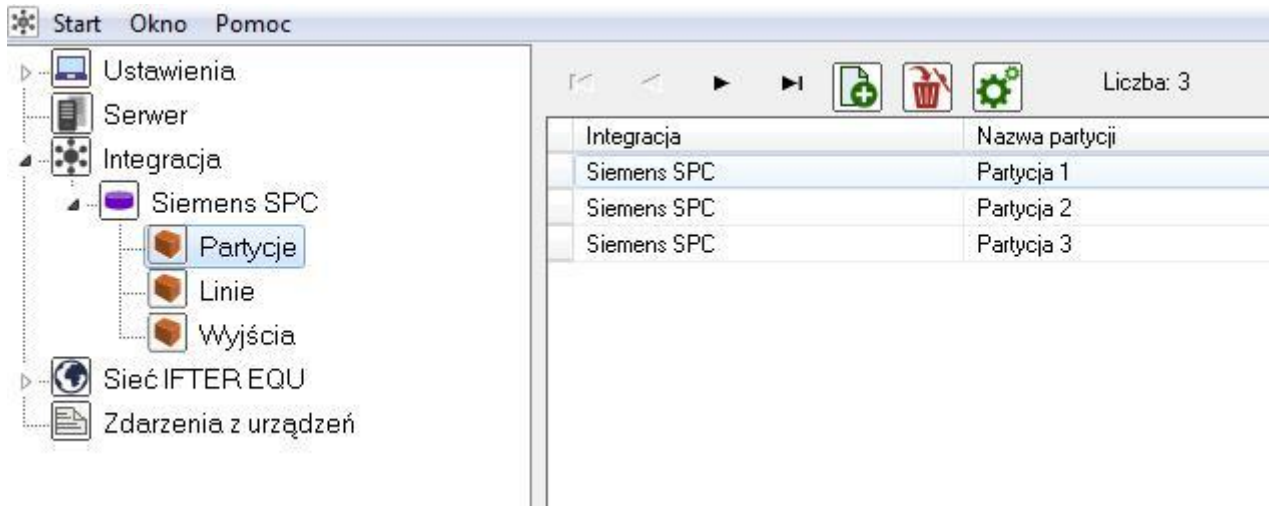 Start Okno Pomoc
Ustawienia
Serwer
Integracja
Siemens SPC
Partycje
Linie
Wyjścia
Sieć IFTER EQU
Zdarzenia z urządzeń
Liczba: 3
Integracja Nazwa partycji
Siemens SPC Partycja 1
Siemens SPC Partycja 2
Siemens SPC Partycja 3